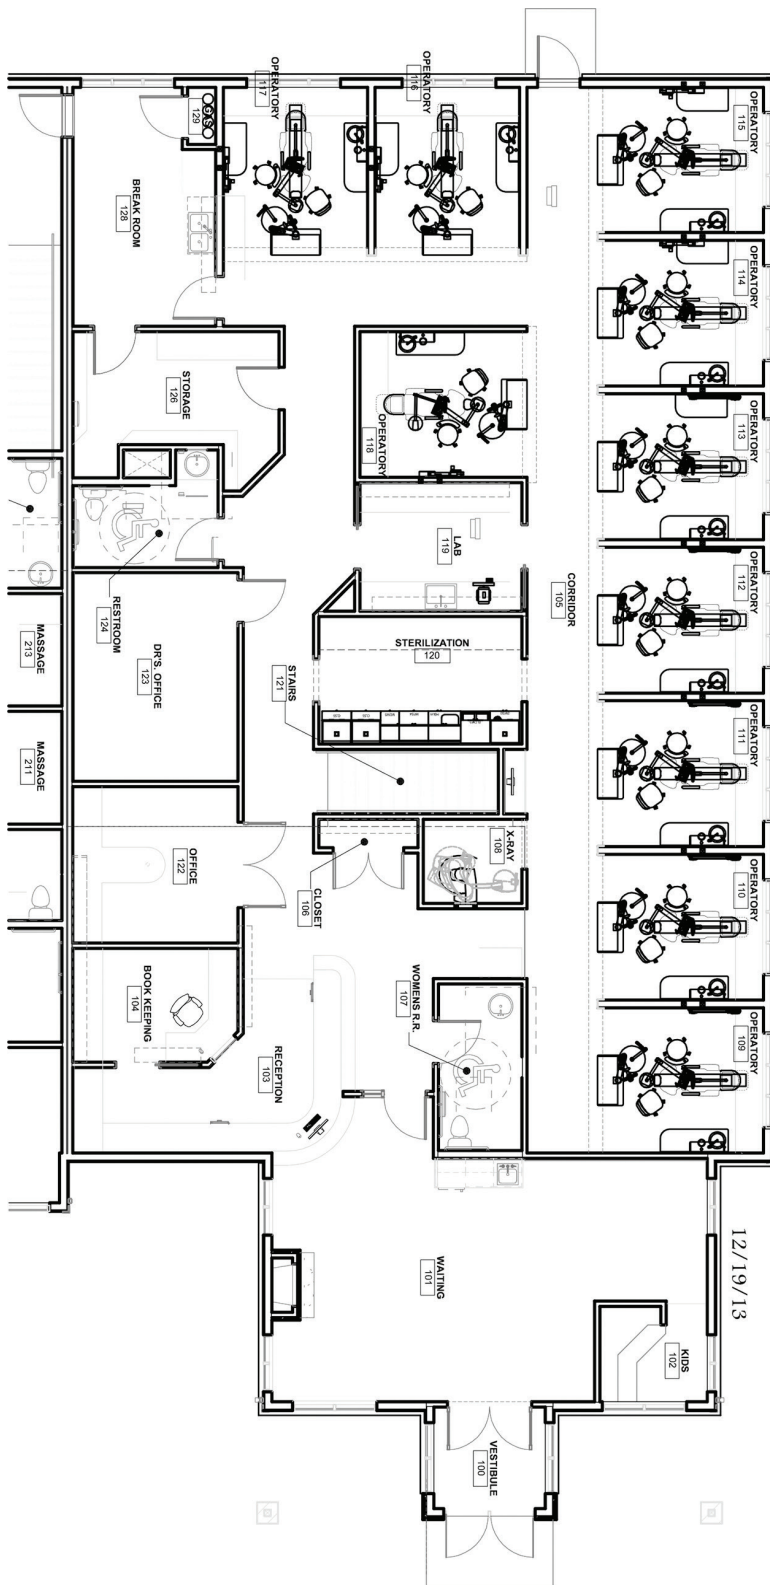 OPERATORY
117
OPERATORY
116
OPERATORY
115
GAS
129
BREAK ROOM
128
OPERATORY
114
STORAGE
126
OPERATORY
118
OPERATORY
113
LAB
119
CORRIDOR
105
OPERATORY
112
RESTROOM
124
DR'S. OFFICE
123
STERILIZATION
120
MASSAGE
213
STAIRS
121
OPERATORY
111
MASSAGE
211
OFFICE
122
CLOSET
106
X-RAY
108
OPERATORY
110
BOOK KEEPING
104
WOMENS R.R.
107
RECEPTION
103
OPERATORY
109
WAITING
101
12/19/13
KIDS
102
VESTIBULE
100